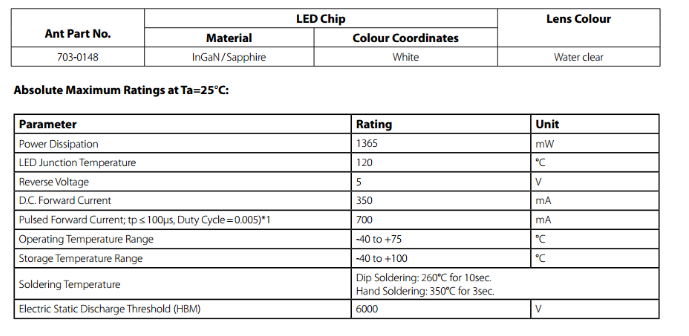 Ant Part No. LED Chip Lens Colour
Material Colour Coordinates
703-0148 InGaN/Sapphire White Water clear
Absolute Maximum Ratings at Ta=25°C:
Parameter Rating Unit
Power Dissipation 1365 mW
LED Junction Temperature 120 °C
Reverse Voltage 5 V
D.C. Forward Current 350 mA
Pulsed Forward Current; tp ≤ 100µs, Duty Cycle = 0.005)*1 700 mA
Operating Temperature Range -40 to +75 °C
Storage Temperature Range -40 to +100 °C
Soldering Temperature Dip Soldering: 260°C for 10sec.
Hand Soldering: 350°C for 3sec.
Electric Static Discharge Threshold (HBM) 6000 V